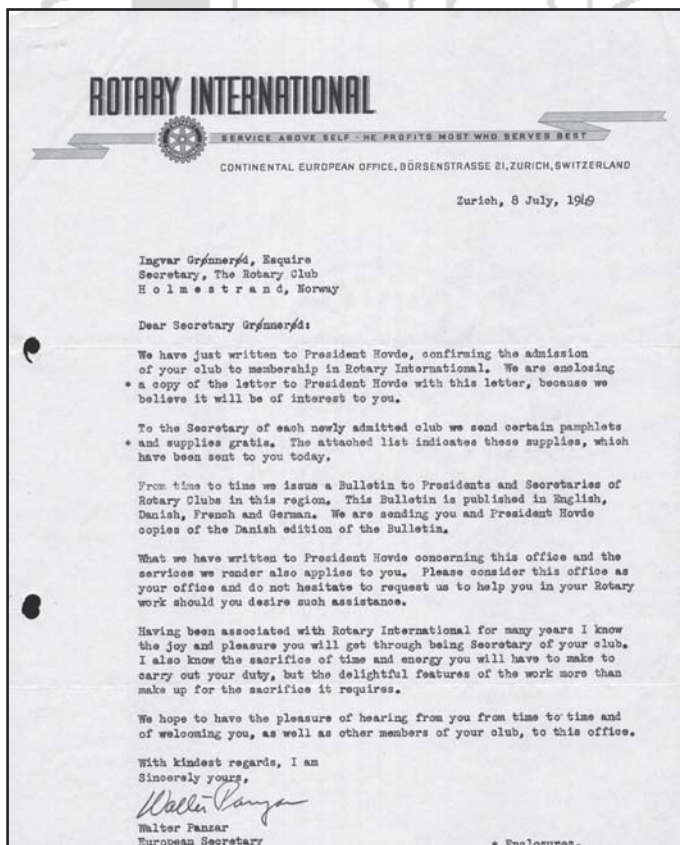 ROTARY INTERNATIONAL
SERVICE ABOVE SELF - HE PROFITS MOST WHO SERVES BEST
CONTINENTAL EUROPEAN OFFICE, BÖRSENSTRASSE 21, ZURICH, SWITZERLAND
Zurich, 8 July, 1949
Ingvar Grønnerød, Esquire
Secretary, The Rotary Club
H o l m e s t r a n d, Norway
Dear Secretary Grønnerød:
We have just written to President Hovde, confirming the admission
of your club to membership in Rotary International. We are enclosing
* a copy of the letter to President Hovde with this letter, because we
believe it will be of interest to you.
To the Secretary of each newly admitted club we send certain pamphlets
* and supplies gratis. The attached list indicates these supplies, which
have been sent to you today.
From time to time we issue a Bulletin to Presidents and Secretaries of
Rotary Clubs in this region. This Bulletin is published in English,
Danish, French and German. We are sending you and President Hovde
copies of the Danish edition of the Bulletin.
What we have written to President Hovde concerning this office and the
services we render also applies to you. Please consider this office as
your office and do not hesitate to request us to help you in your Rotary
work should you desire such assistance.
Having been associated with Rotary International for many years I know
the joy and pleasure you will get through being Secretary of your club.
I also know the sacrifice of time and energy you will have to make to
carry out your duty, but the delightful features of the work more than
make up for the sacrifice it requires.
We hope to have the pleasure of hearing from you from time to time and
of welcoming you, as well as other members of your club, to this office.
With kindest regards, I am
Sincerely yours,
Walter Panzar
Walter Panzar
European Secretary
* Enclosures.